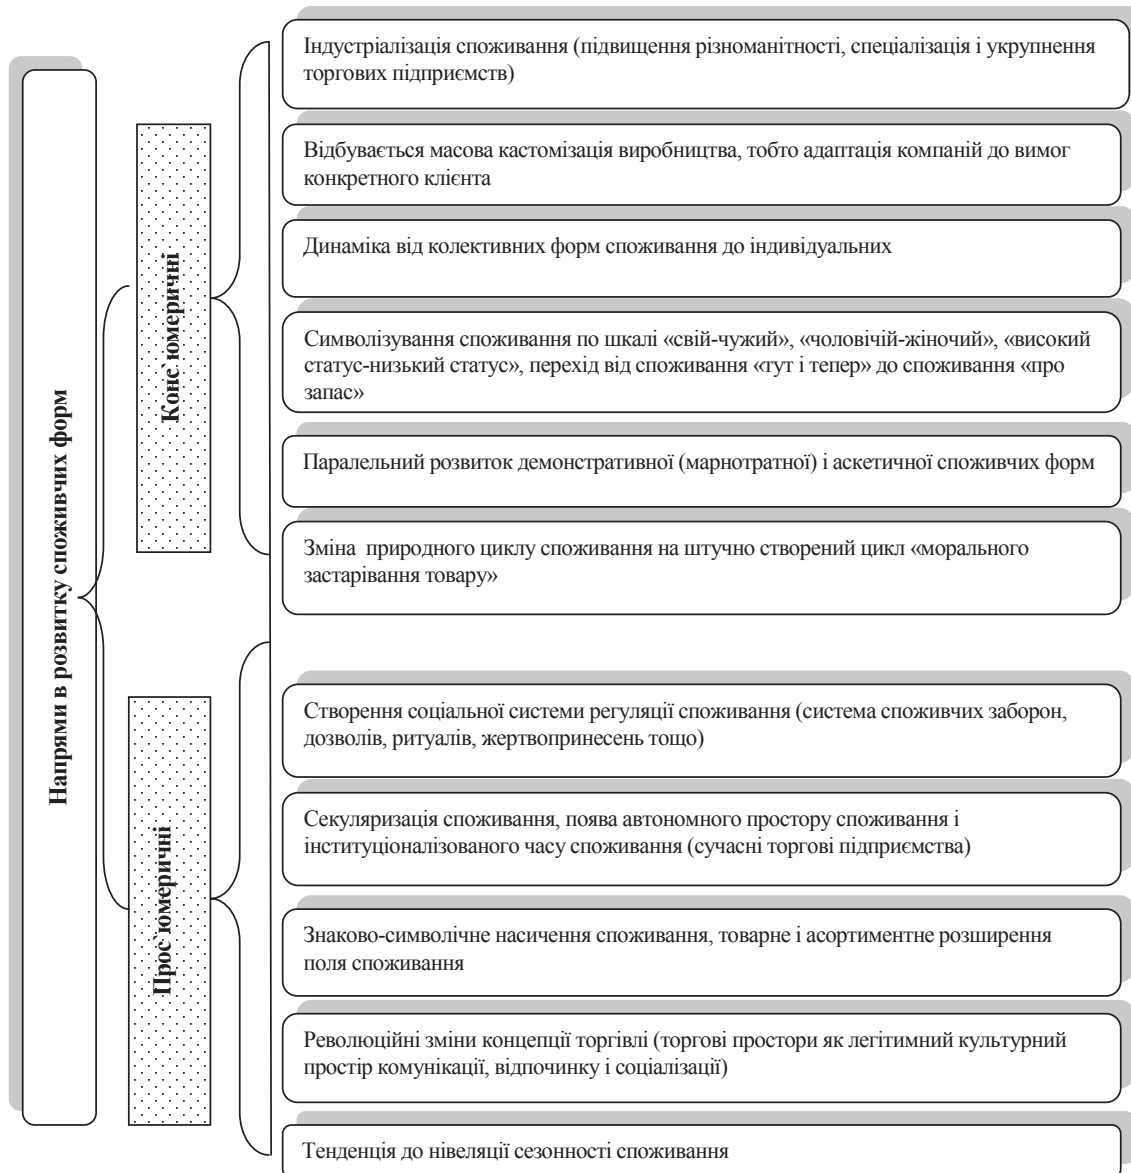 Напрями в розвитку споживчих форм
Конс`юмеричні
Індустріалізація споживання (підвищення різноманітності, спеціалізація і укрупнення
торгових підприємств)
Відбувається масова кастомізація виробництва, тобто адаптація компаній до вимог
конкретного клієнта
Динаміка від колективних форм споживання до індивідуальних
Символізування споживання по шкалі «свій-чужий», «чоловічій-жіночий», «високий
статус-низький статус», перехід від споживання «тут і тепер» до споживання «про
запас»
Паралельний розвиток демонстративної (марнотратної) і аскетичної споживчих форм
Зміна природного циклу споживання на штучно створений цикл «морального
застарівання товару»
Прос`юмеричні
Створення соціальної системи регуляції споживання (система споживчих заборон,
дозволів, ритуалів, жертвопринесень тощо)
Секуляризація споживання, поява автономного простору споживання і
інституціоналізованого часу споживання (сучасні торгові підприємства)
Знаково-символічне насичення споживання, товарне і асортиментне розширення
поля споживання
Революційні зміни концепції торгівлі (торгові простори як легітимний культурний
простір комунікації, відпочинку і соціалізації)
Тенденція до нівеляції сезонності споживання